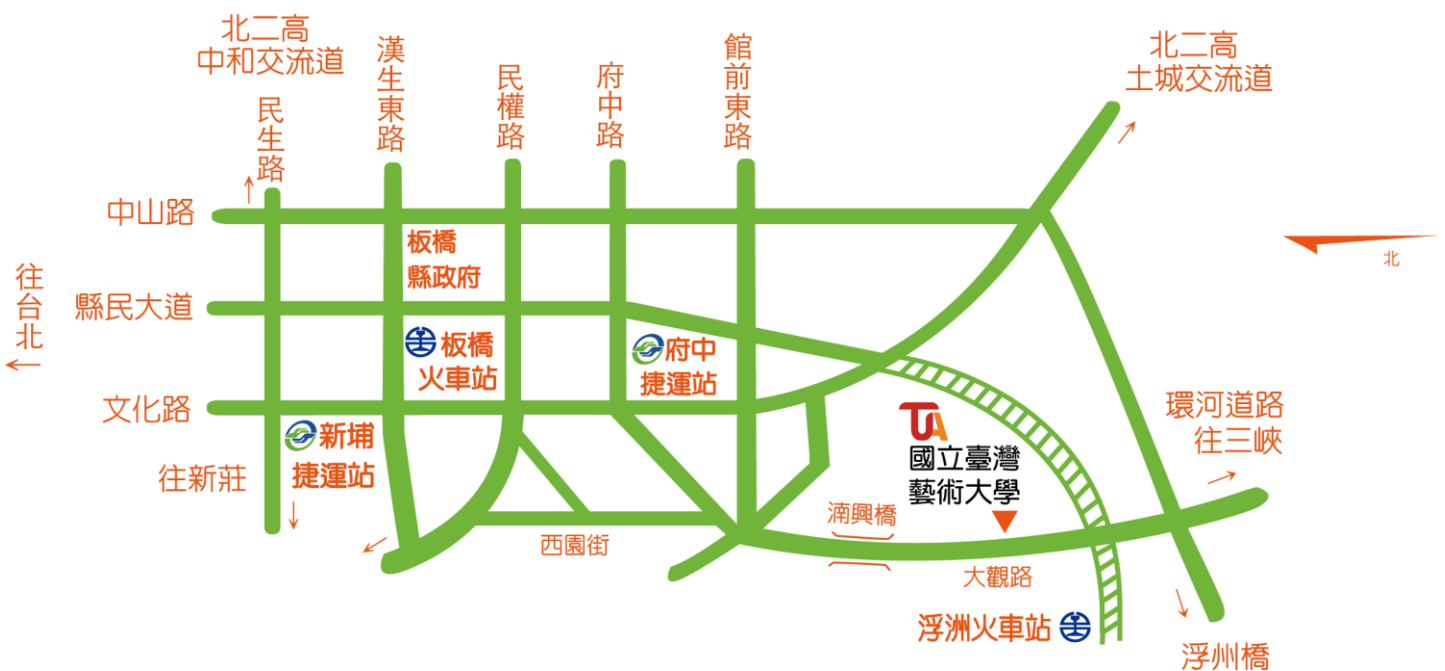 北二高
中和交流道
民生路
漢生東路
民權路
府中路
館前東路
北二高
土城交流道
中山路
板橋
縣政府
北
往台北
縣民大道
板橋
火車站
府中
捷運站
文化路
新埔
捷運站
往新莊
TUA
國立臺灣
藝術大學
環河道路
往三峽
湳興橋
西園街
大觀路
浮洲火車站
浮州橋